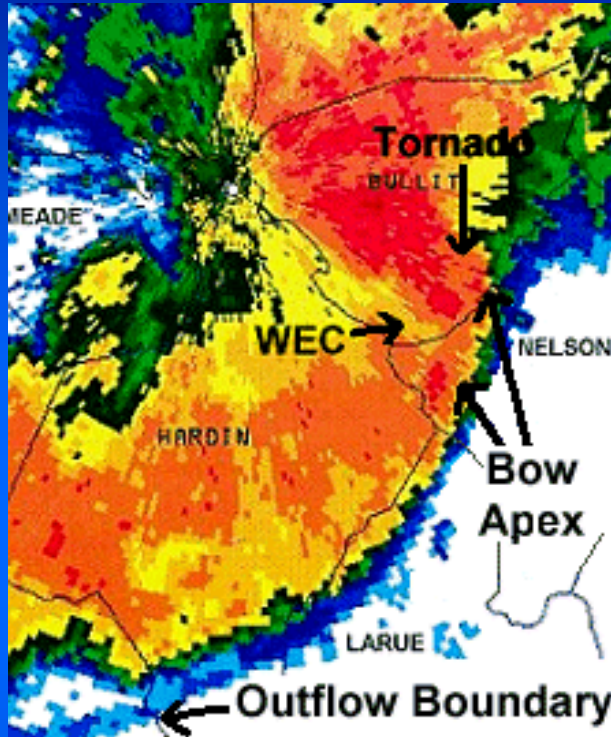 Tornado
BULLIT
MEADE
WEC
NELSON
HARDIN
Bow
Apex
LARUE
Outflow Boundary